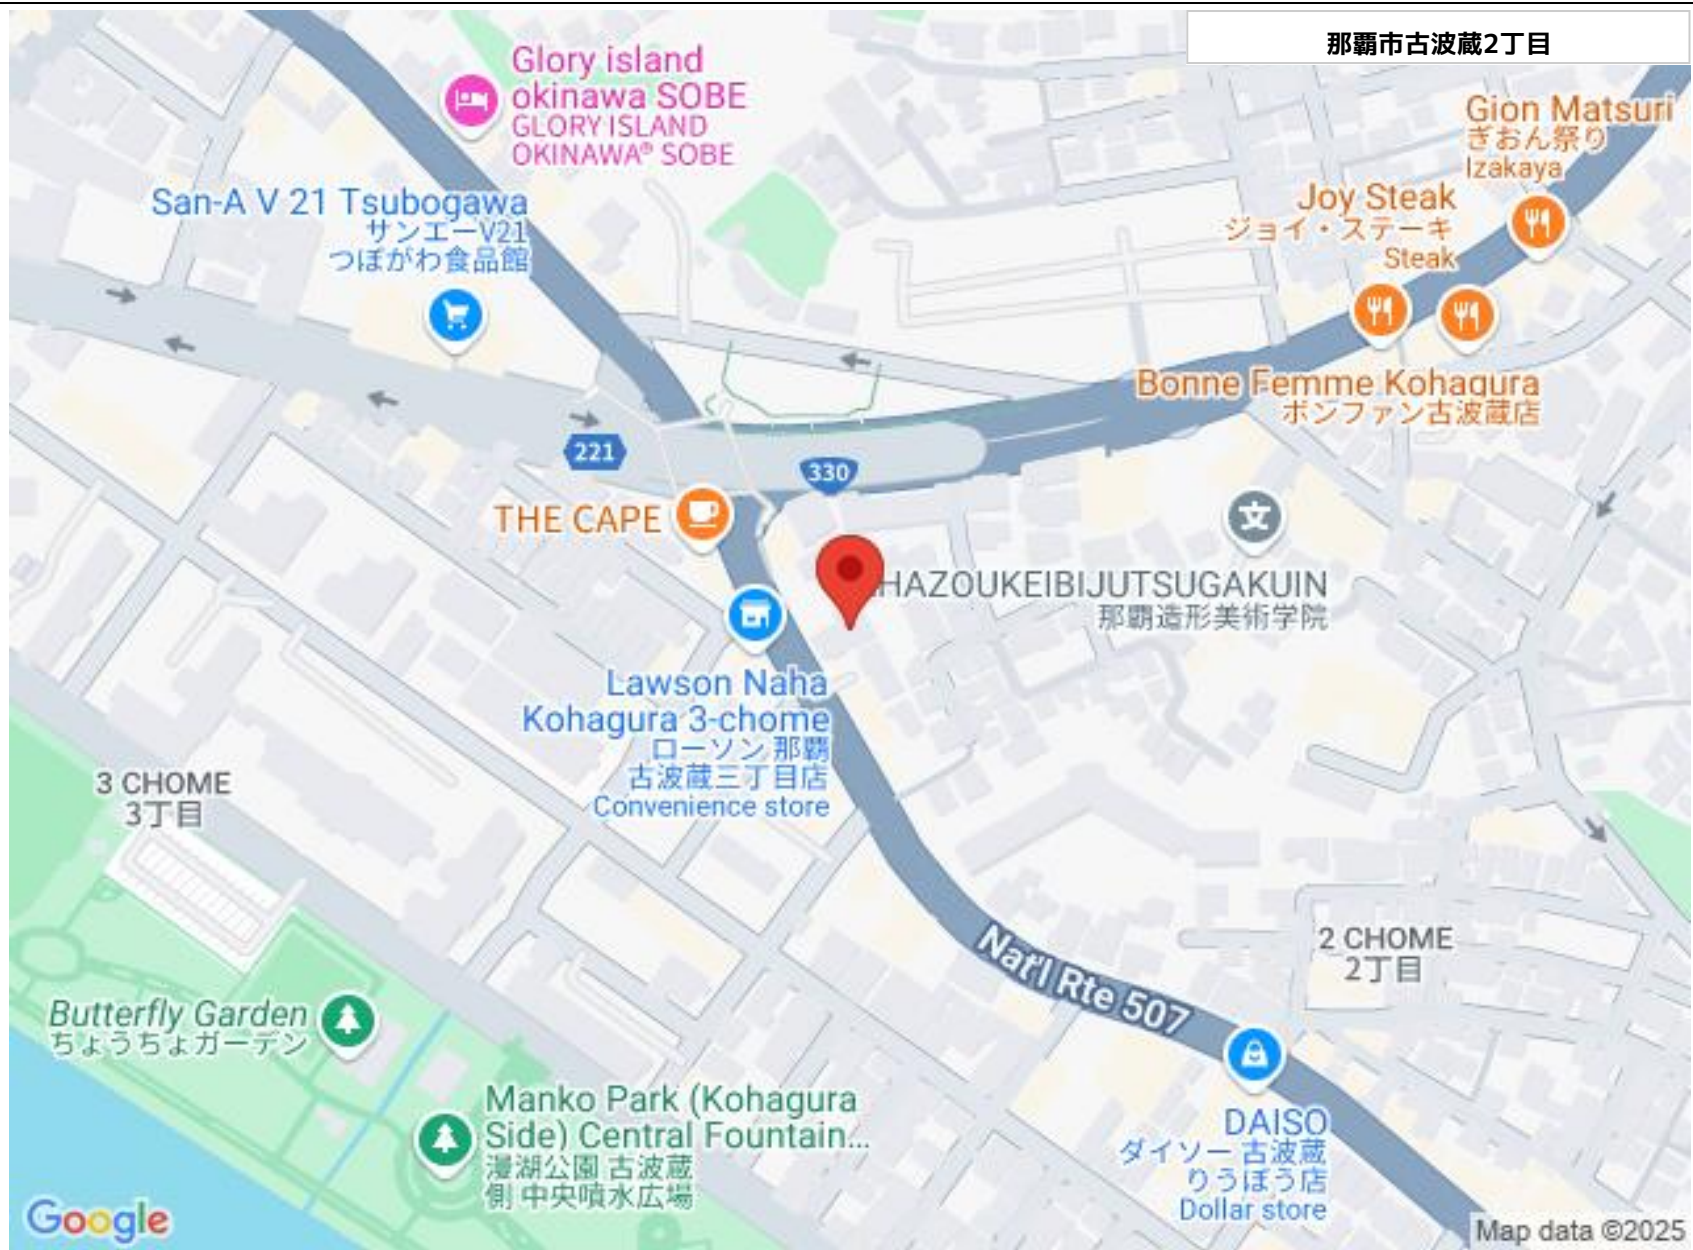 那覇市古波蔵2丁目
Glory island
okinawa SOBE
GLORY ISLAND
OKINAWA® SOBE
Gion Matsuri
ぎおん祭り
Izakaya
San-A V 21 Tsubogawa
サンエーV21
つぼがわ食品館
Joy Steak
ジョイ・ステーキ
Steak
Bonne Femme Kohagura
ボンファン古波蔵店
221
330
THE CAPE
文
HAZOUKEIBIJUTSUGAKUIN
那覇造形美術学院
Lawson Naha
Kohagura 3-chome
ローソン 那覇
古波蔵三丁目店
Convenience store
3 CHOME
3丁目
2 CHOME
2丁目
Nat'l Rte 507
Butterfly Garden
ちょうちょガーデン
Manko Park (Kohagura
Side) Central Fountain...
漫湖公園 古波蔵
側 中央噴水広場
DAISO
ダイソー 古波蔵
りうぼう店
Dollar store
Google
Map data ©2025